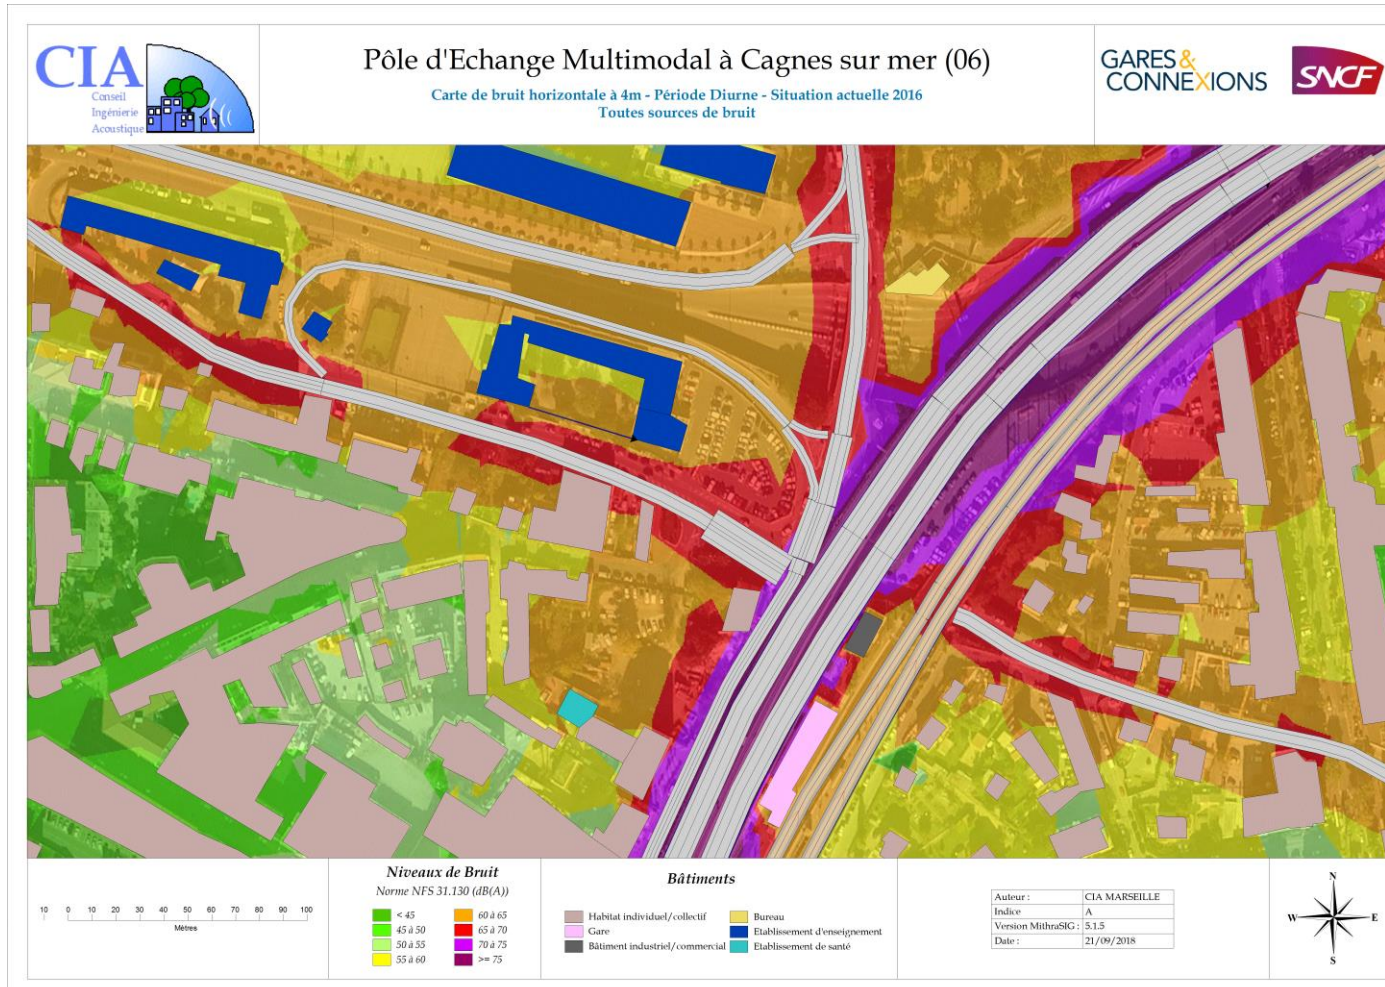 CIA
Conseil
Ingénierie
Acoustique
Pôle d'Echange Multimodal à Cagnes sur mer (06)
Carte de bruit horizontale à 4m - Période Diurne - Situation actuelle 2016
Toutes sources de bruit
GARES &
CONNEXIONS
SNCF
10 0 10 20 30 40 50 60 70 80 90 100
Mètres
Niveaux de Bruit
Norme NFS 31.130 (dB(A))
< 45 60 à 65
45 à 50 65 à 70
50 à 55 70 à 75
55 à 60 >= 75
Bâtiments
Habitat individuel/collectif Bureau
Gare Etablissement d'enseignement
Bâtiment industriel/commercial Etablissement de santé
Auteur : CIA MARSEILLE
Indice A
Version MithraSIG : 5.1.5
Date : 21/09/2018
N
W E
S